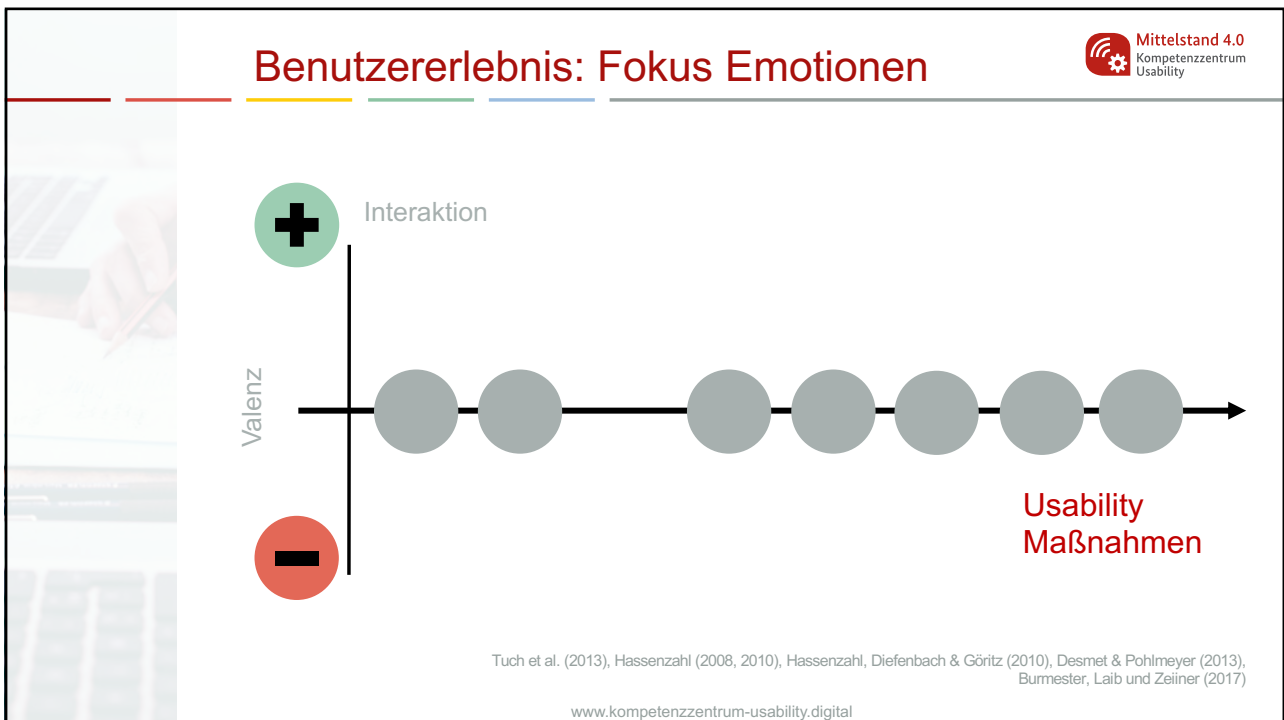 Benutzererlebnis: Fokus Emotionen
Mittelstand 4.0
Kompetenzzentrum
Usability
Interaktion
Valenz
Usability
Maßnahmen
Tuch et al. (2013), Hassenzahl (2008, 2010), Hassenzahl, Diefenbach & Göritz (2010), Desmet & Pohlmeyer (2013),
Burmester, Laib und Zeiiner (2017)
www.kompetenzzentrum-usability.digital